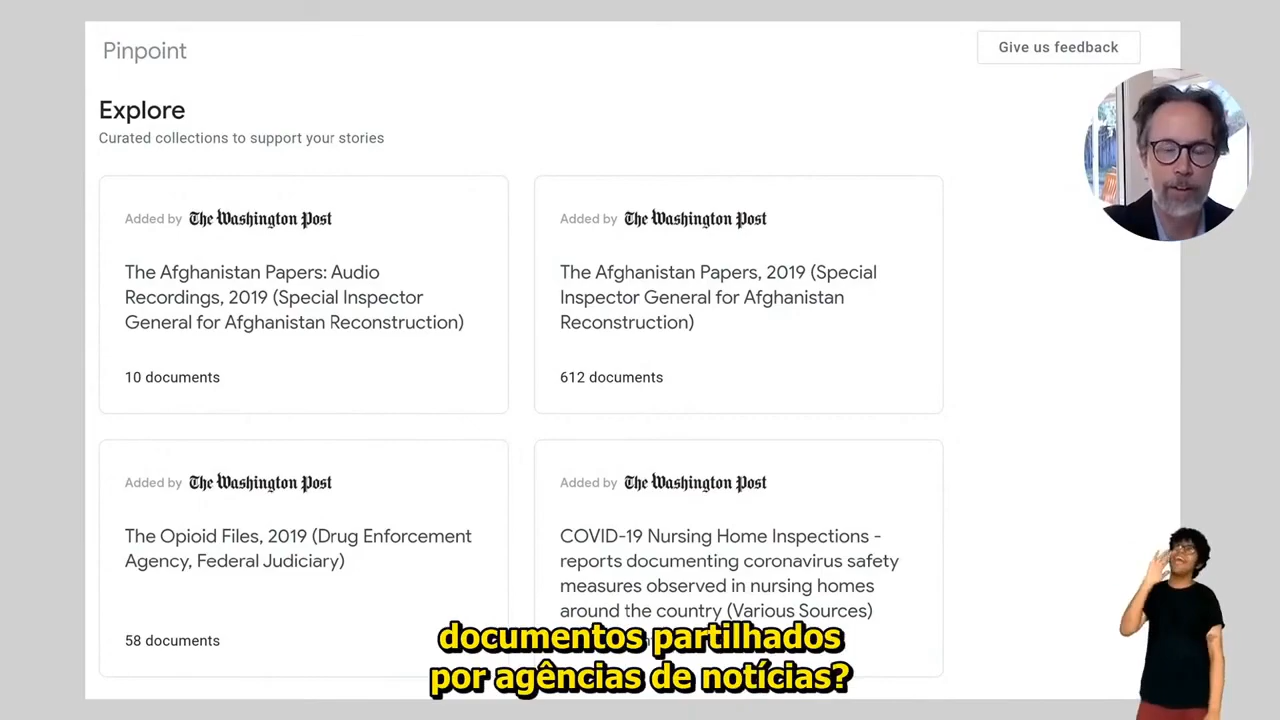 Pinpoint
Give us feedback
Explore
Curated collections to support your stories
Added by The Washington Post
The Afghanistan Papers: Audio
Recordings, 2019 (Special Inspector
General for Afghanistan Reconstruction)
10 documents
Added by The Washington Post
The Afghanistan Papers, 2019 (Special
Inspector General for Afghanistan
Reconstruction)
612 documents
Added by The Washington Post
The Opioid Files, 2019 (Drug Enforcement
Agency, Federal Judiciary)
58 documents
Added by The Washington Post
COVID-19 Nursing Home Inspections -
reports documenting coronavirus safety
measures observed in nursing homes
around the country (Various Sources)
documentos partilhados
por agências de notícias?